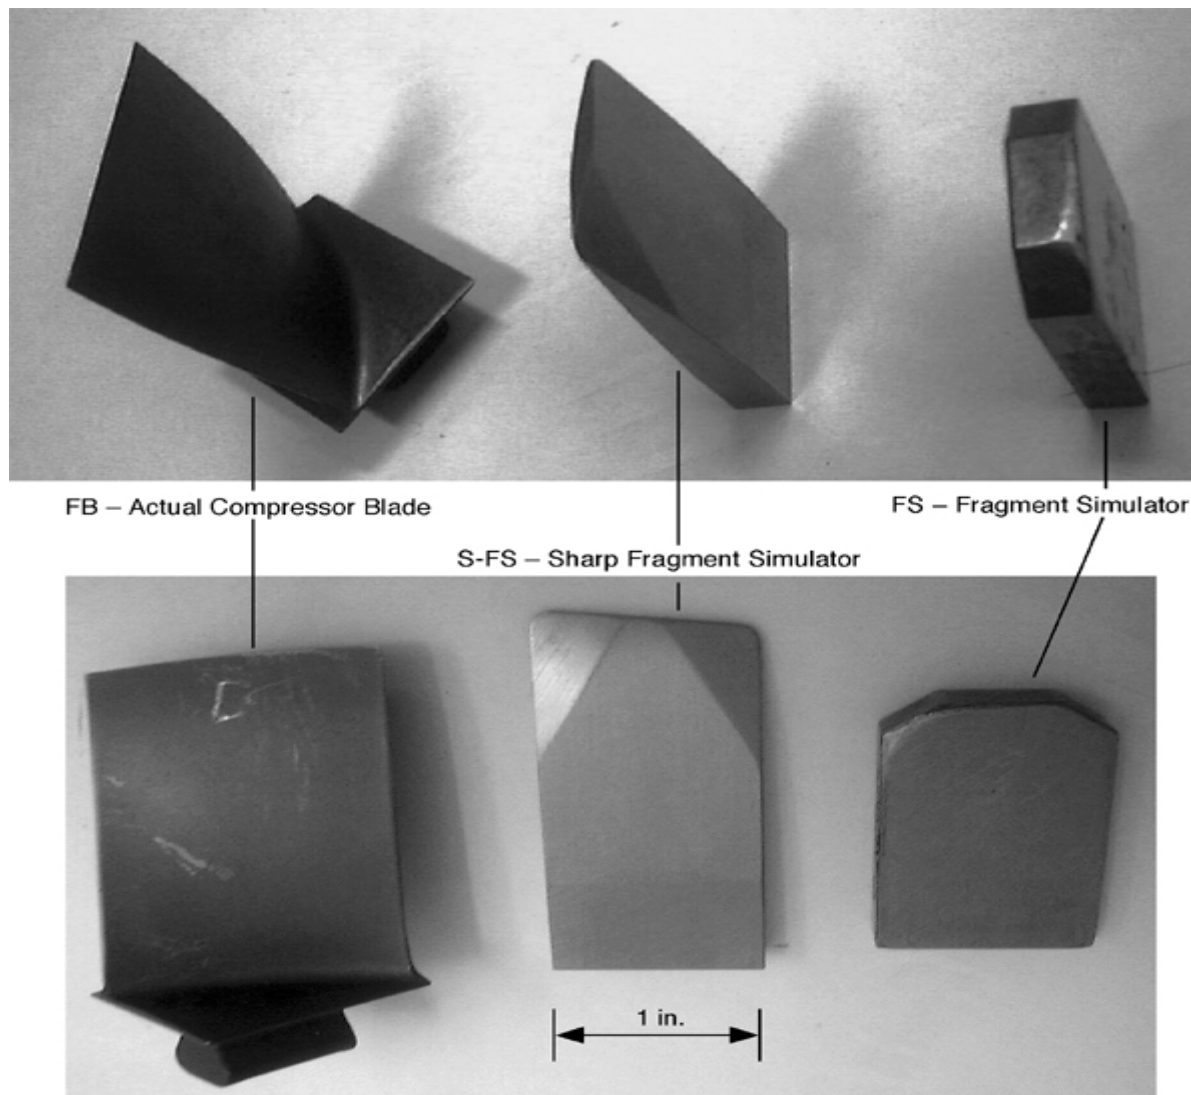 FB – Actual Compressor Blade
FS – Fragment Simulator
S-FS – Sharp Fragment Simulator
1 in.